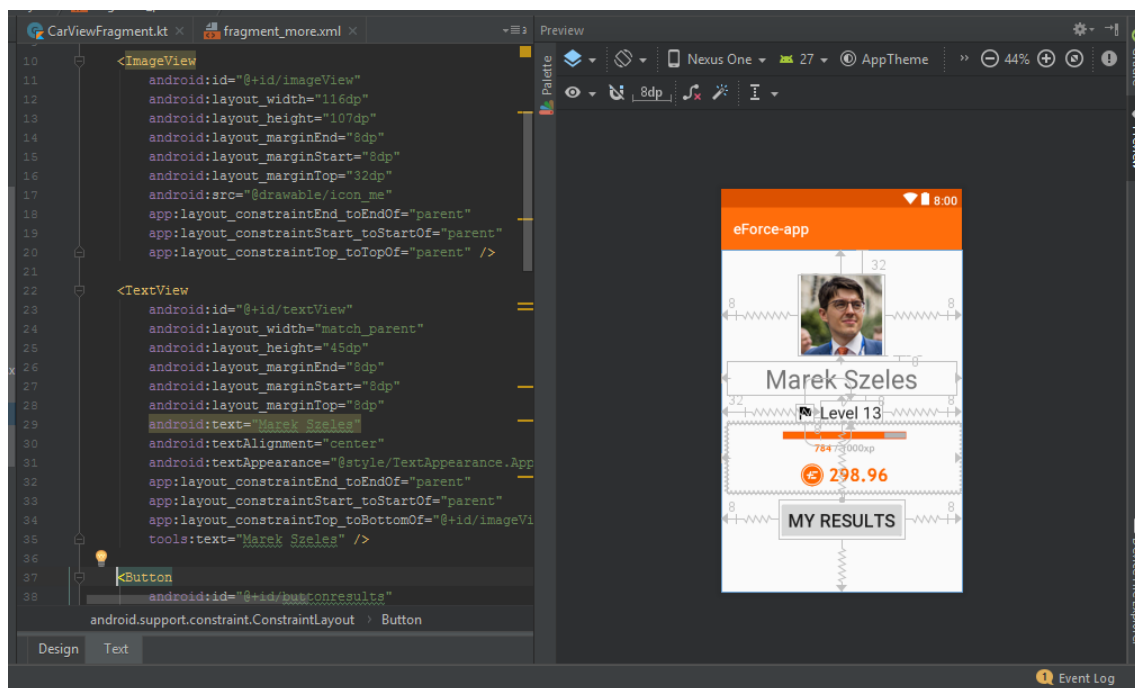 CarViewFragment.kt
fragment_more.xml
Preview
10 <ImageView
11 android:id="@+id/imageView"
12 android:layout_width="116dp"
13 android:layout_height="107dp"
14 android:layout_marginEnd="8dp"
15 android:layout_marginStart="8dp"
16 android:layout_marginTop="32dp"
17 android:src="@drawable/icon_me"
18 app:layout_constraintEnd_toEndOf="parent"
19 app:layout_constraintStart_toStartOf="parent"
20 app:layout_constraintTop_toTopOf="parent" />
21
22 <TextView
23 android:id="@+id/textView"
24 android:layout_width="match_parent"
25 android:layout_height="45dp"
26 android:layout_marginEnd="8dp"
27 android:layout_marginStart="8dp"
28 android:layout_marginTop="8dp"
29 android:text="Marek Szeles"
30 android:textAlignment="center"
31 android:textAppearance="@style/TextAppearance.App
32 app:layout_constraintEnd_toEndOf="parent"
33 app:layout_constraintStart_toStartOf="parent"
34 app:layout_constraintTop_toBottomOf="@+id/imageVi
35 tools:text="Marek Szeles" />
36
37 <Button
38 android:id="@+id/buttonresults"
android.support.constraint.ConstraintLayout > Button
Design Text
Palette
Nexus One 27 AppTheme 44%
8dp
8:00
eForce-app
32
8 8
8
Marek Szeles
32 8 8
Level 13
784 / 1000xp
298.96
8 8
MY RESULTS
1 Event Log